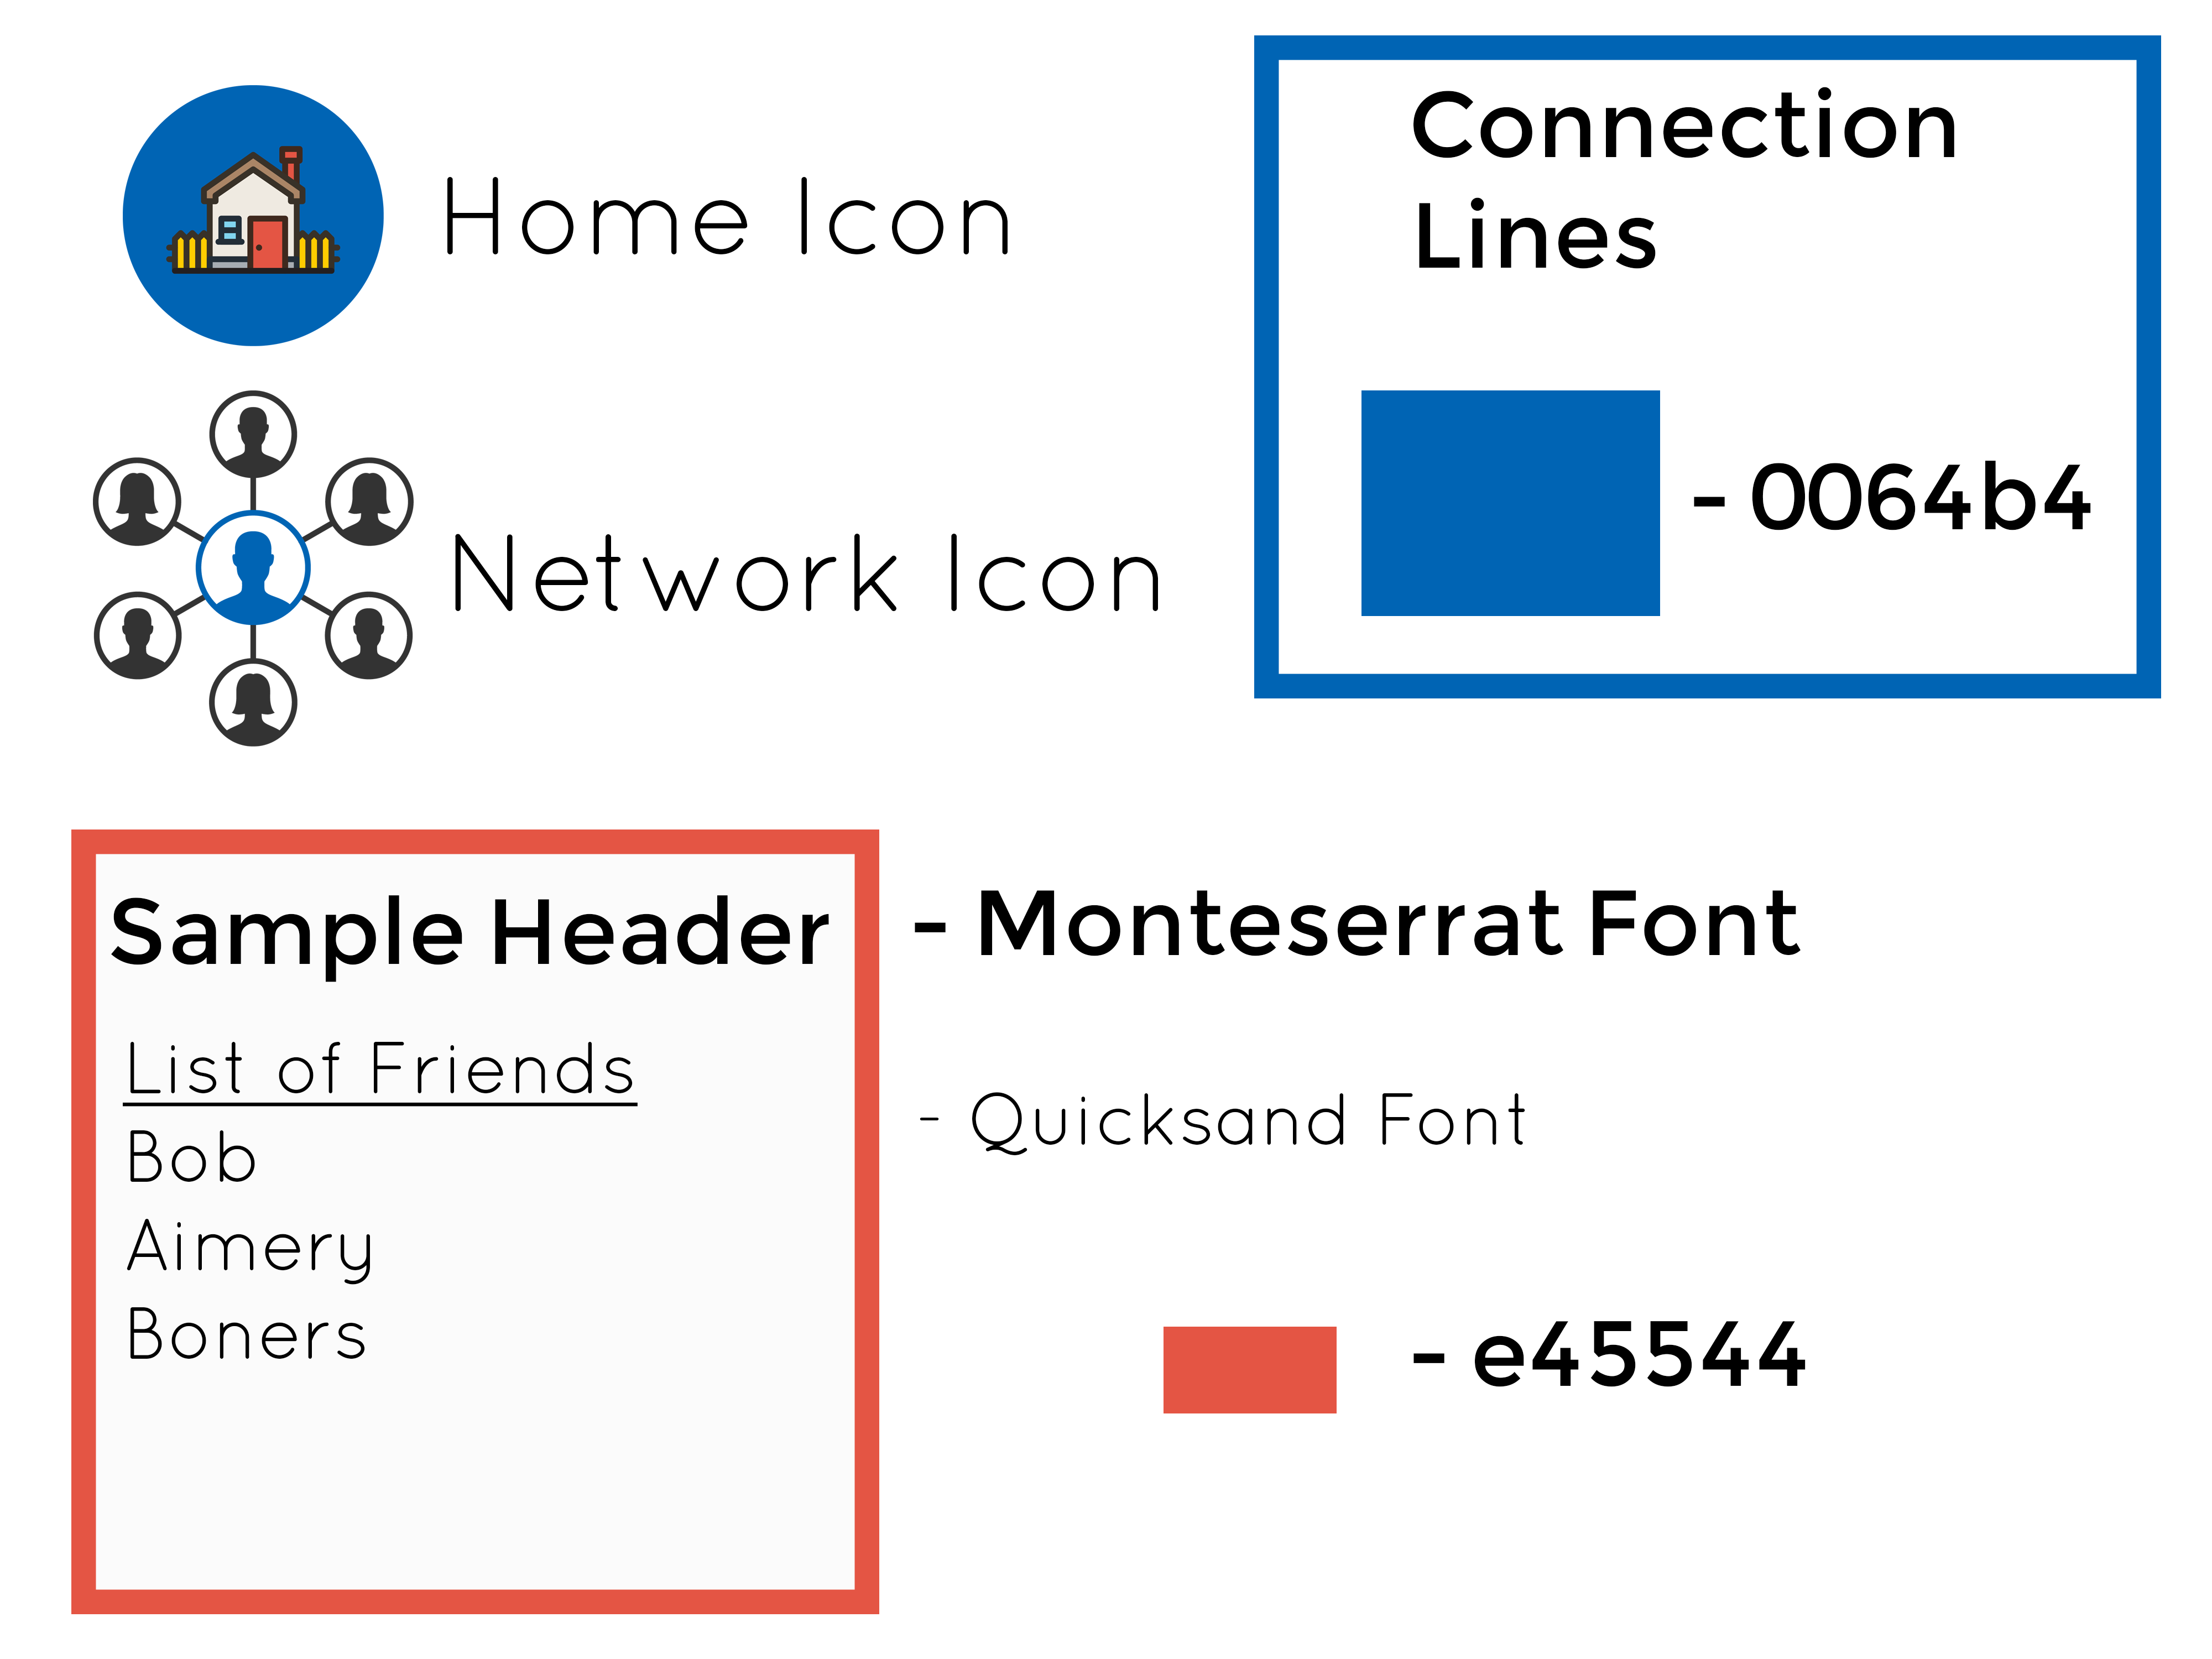 Home Icon
Connection
Lines
Network Icon
- 0064b4
Sample Header
- Monteserrat Font
List of Friends
Bob
Aimery
Boners
- Quicksand Font
- e45544